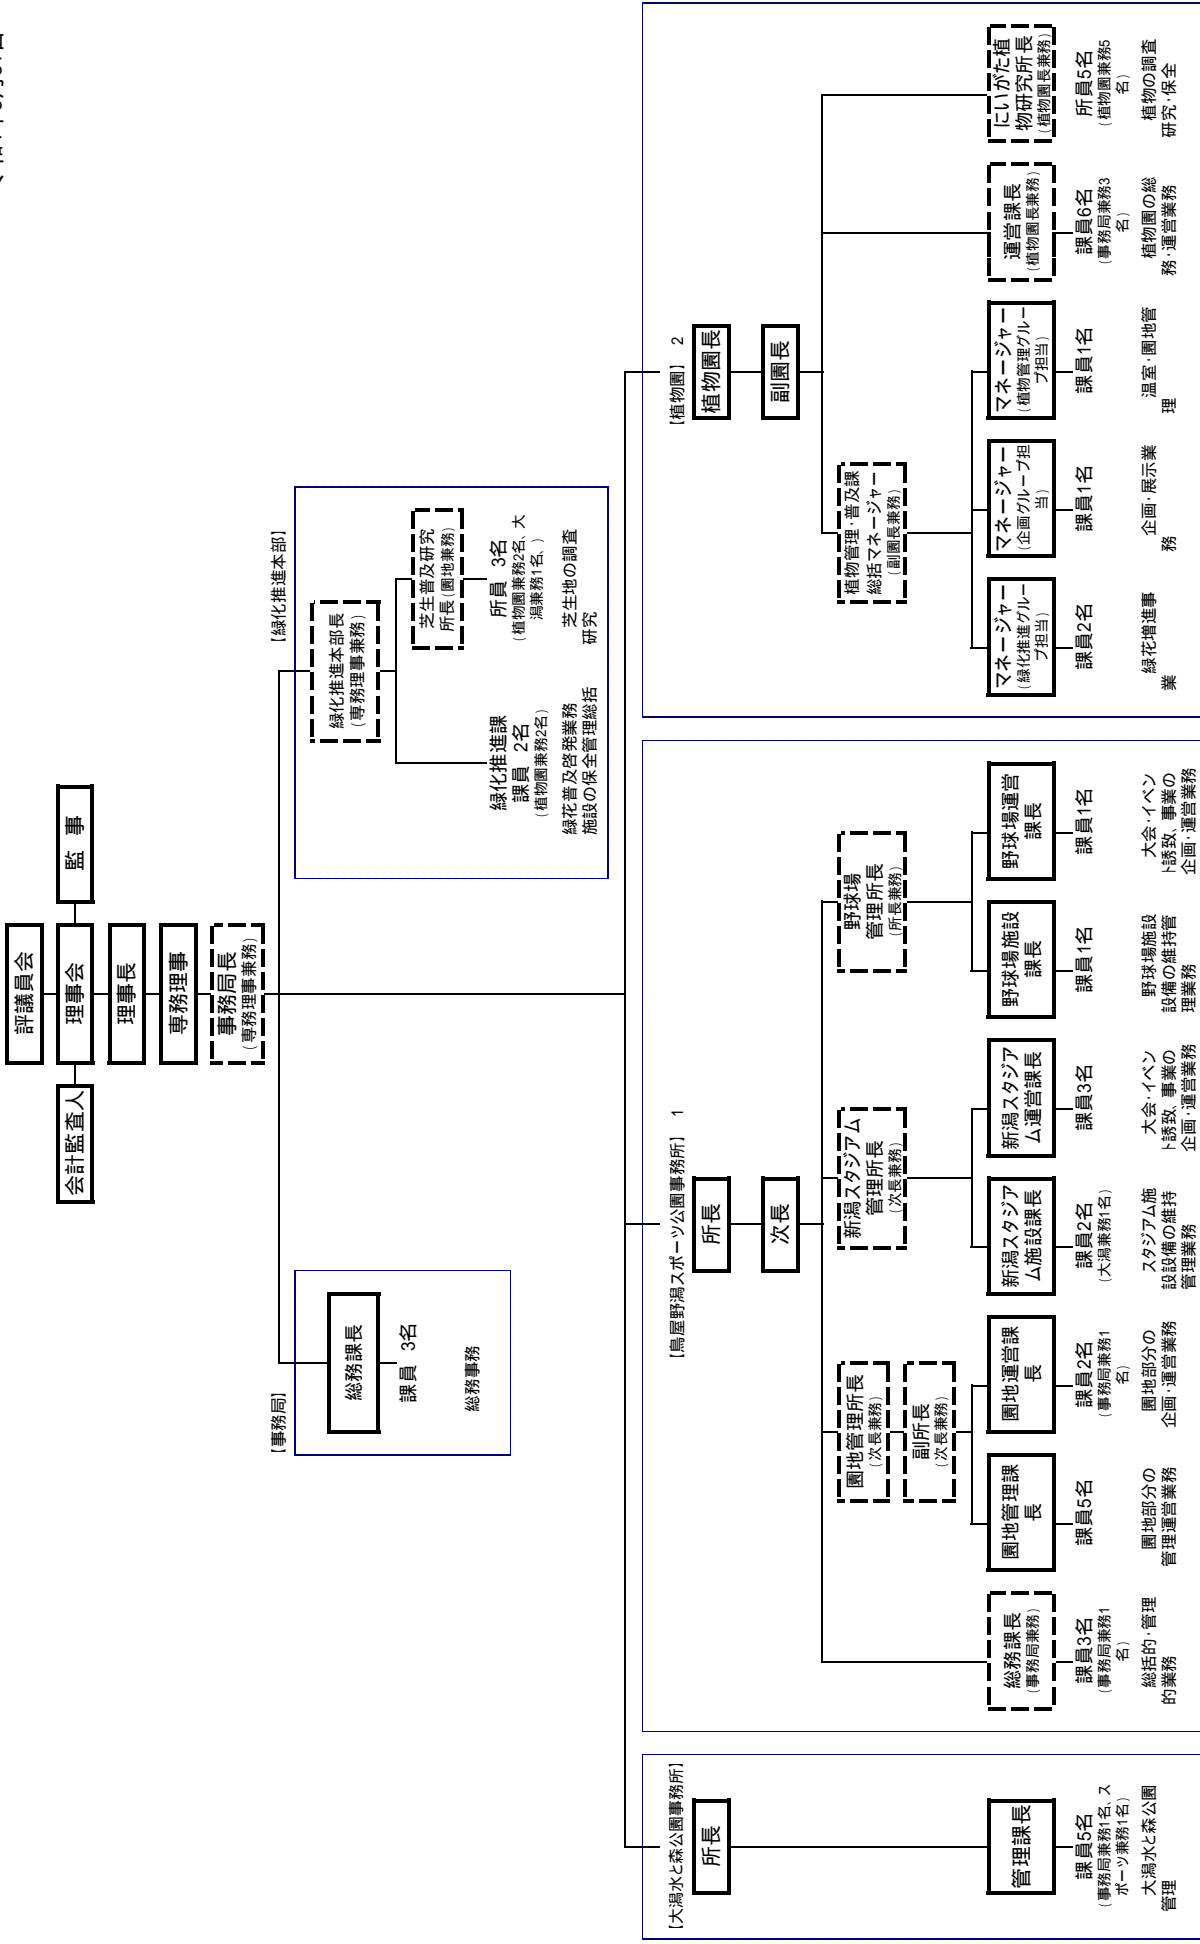 評議員会
会計監査人
理事会
監 事
理事長
専務理事
事務局長
(専務理事兼務)
【事務局】
総務課長
課員 3名
総務事務
【緑化推進本部】
緑化推進本部長
(専務理事兼務)
緑化推進課
課員 2名
(植物園兼務2名)
緑花普及啓発業務
施設の保全管理総括
芝生普及研究
所長(園地兼務)
所員 3名
(植物園兼務2名、大
潟兼務1名、)
芝生地の調査
研究
【大潟水と森公園事務所】
所長
管理課長
課員5名
(事務局兼務1名、ス
ポーツ兼務1名)
大潟水と森公園
管理
【鳥屋野潟スポーツ公園事務所】 1
所長
次長
総務課長
(事務局兼務)
課員3名
(事務局兼務1
名)
総括的・管理
的業務
園地管理所長
(次長兼務)
副所長
(次長兼務)
園地管理課
長
課員5名
園地部分の
管理運営業務
園地運営課
長
課員2名
(事務局兼務1
名)
園地部分の
企画・運営業務
新潟スタジアム
管理所長
(次長兼務)
新潟スタジア
ム施設課長
課員2名
(大潟兼務1名)
スタジアム施
設設備の維持
管理業務
新潟スタジア
ム運営課長
課員3名
大会・イベン
ト誘致、事業の
企画・運営業務
野球場
管理所長
(所長兼務)
野球場施設
課長
課員1名
野球場施設
設備の維持管
理業務
野球場運営
課長
課員1名
大会・イベン
ト誘致、事業の
企画・運営業務
【植物園】 2
植物園長
副園長
植物管理・普及課
総括マネージャー
(副園長兼務)
マネージャー
(緑化推進グルー
プ担当)
課員2名
緑花増進事
業
マネージャー
(企画グループ担
当)
課員1名
企画・展示業
務
マネージャー
(植物管理グルー
プ担当)
課員1名
温室・園地管
理
運営課長
(植物園長兼務)
課員6名
(事務局兼務3
名)
植物園の総
務・運営業務
にいがた植
物研究所長
(植物園長兼務)
所員5名
(植物園兼務5
名)
植物の調査
研究・保全